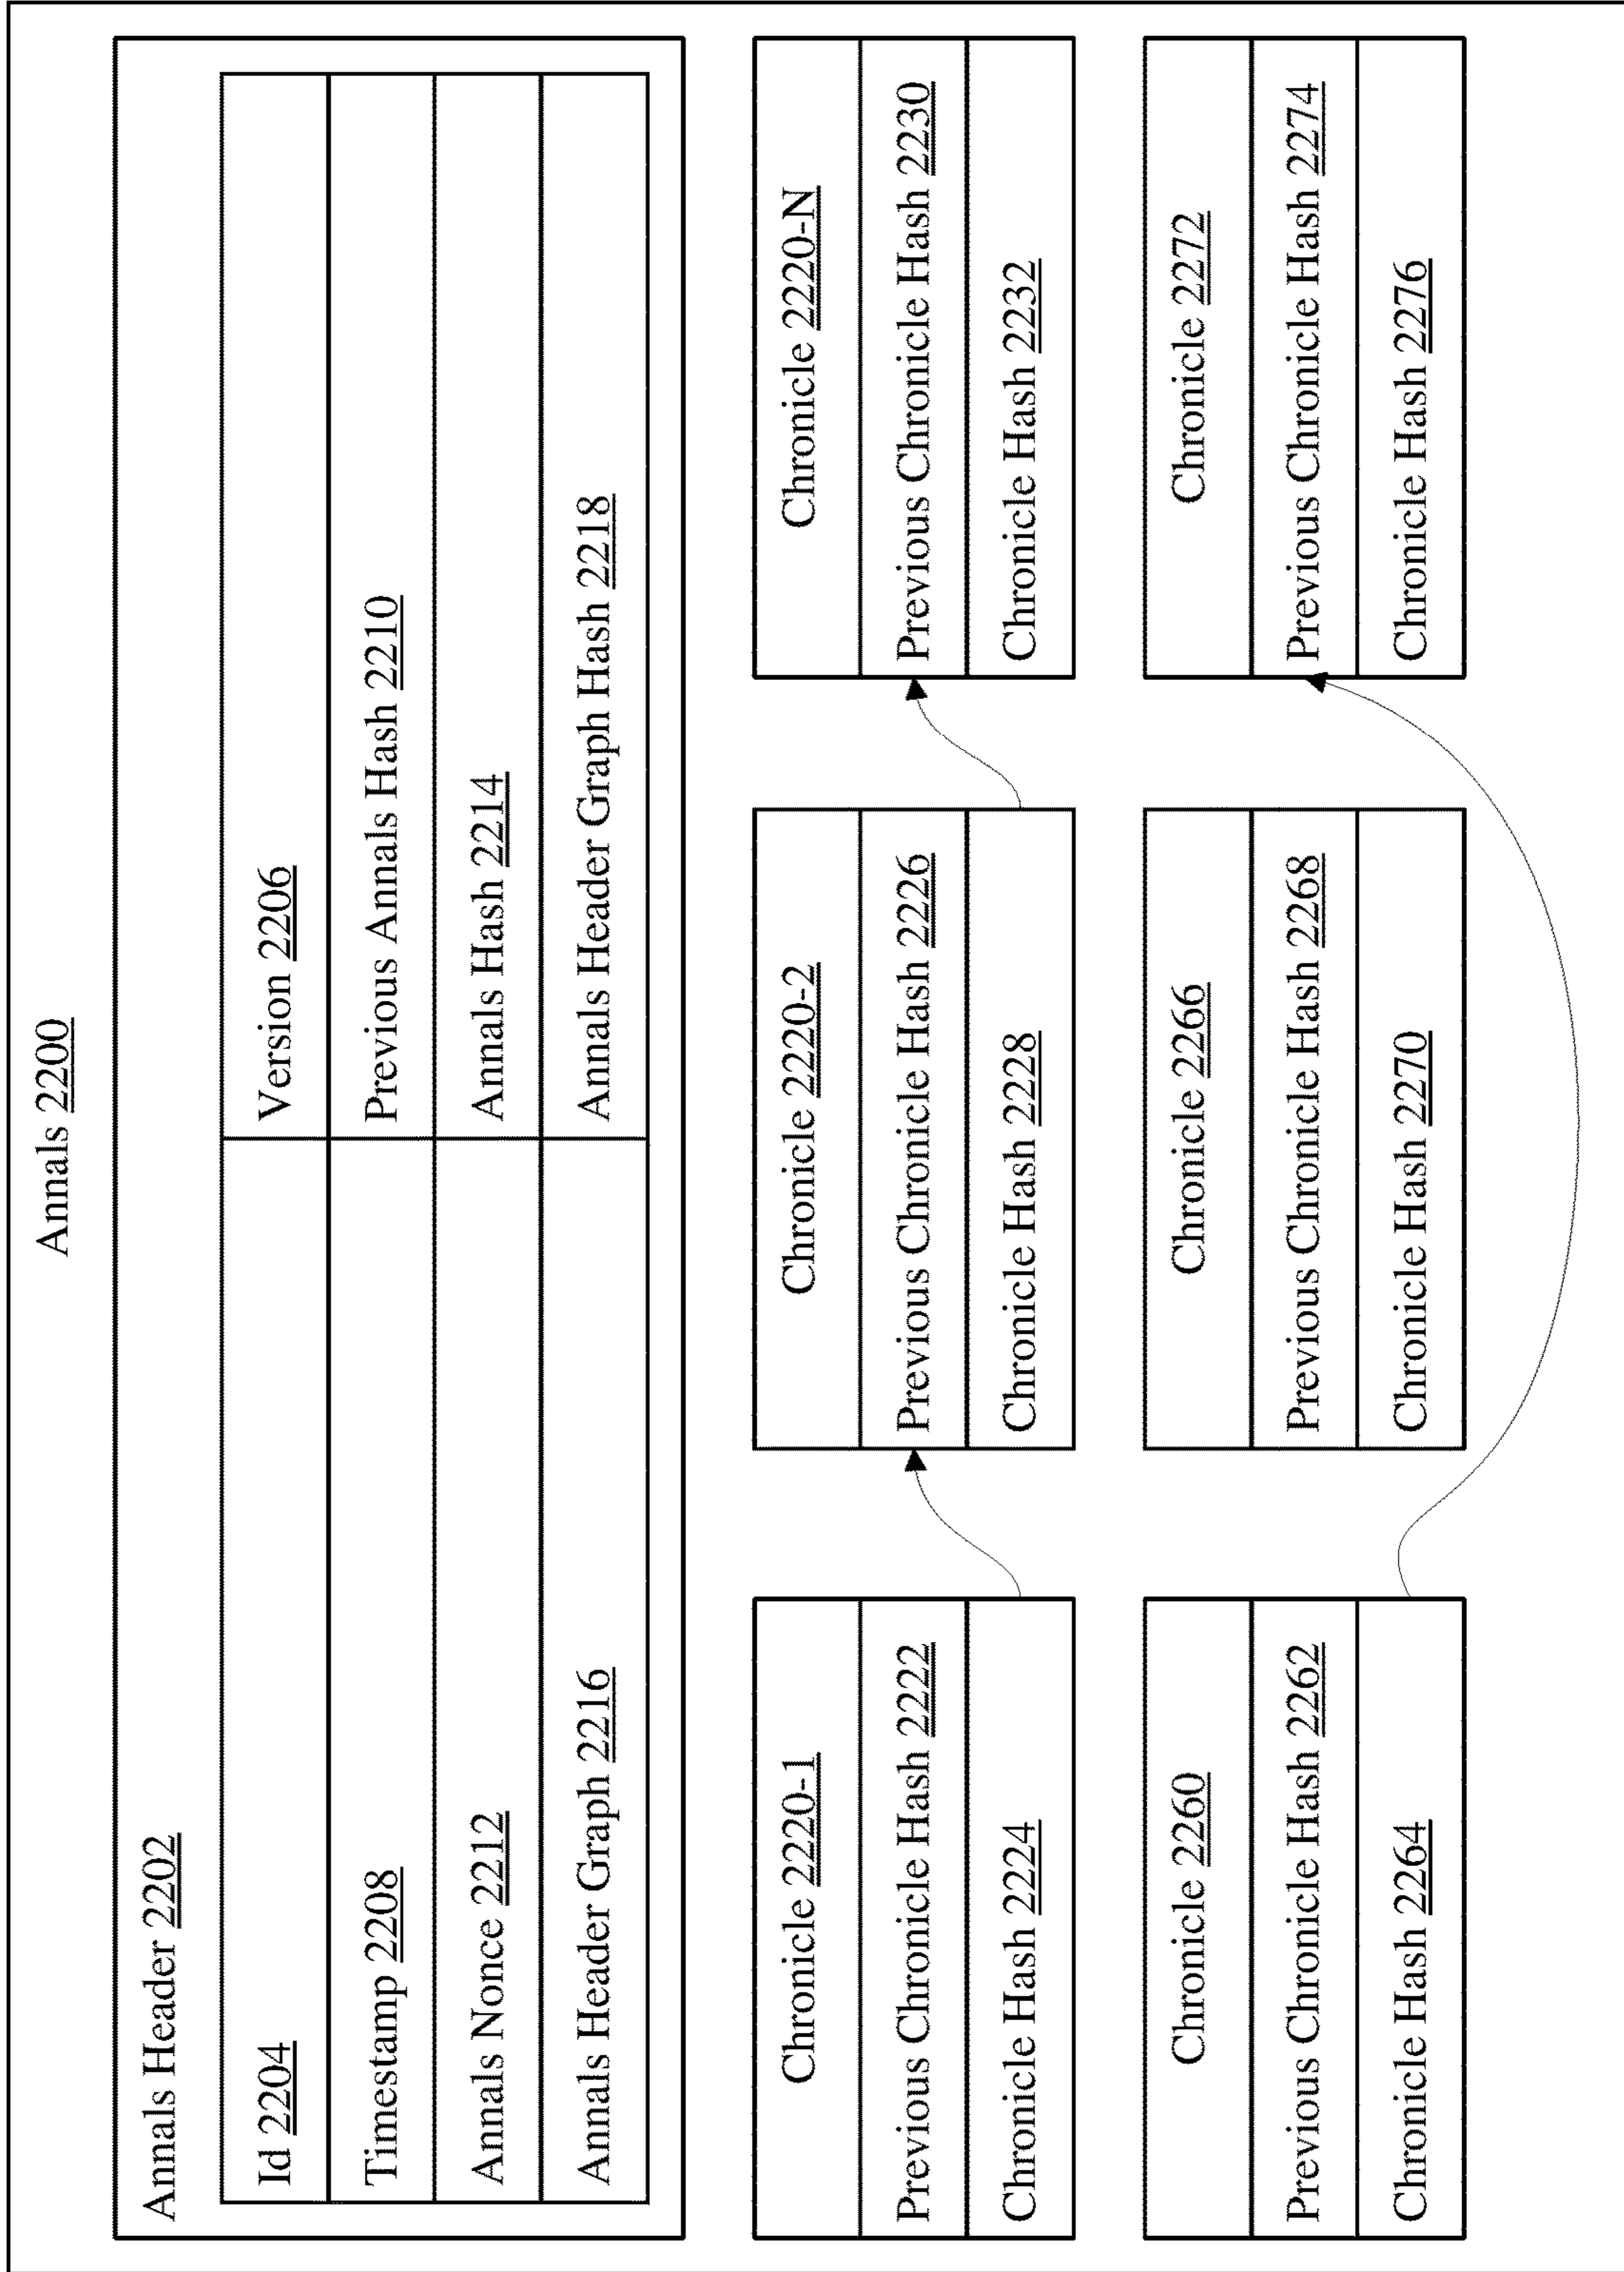 Annals 2200
Annals Header 2202
Id 2204
Version 2206
Timestamp 2208
Previous Annals Hash 2210
Annals Nonce 2212
Annals Hash 2214
Annals Header Graph 2216
Annals Header Graph Hash 2218
Chronicle 2220-1
Previous Chronicle Hash 2222
Chronicle Hash 2224
Chronicle 2220-2
Previous Chronicle Hash 2226
Chronicle Hash 2228
Chronicle 2220-N
Previous Chronicle Hash 2230
Chronicle Hash 2232
Chronicle 2260
Previous Chronicle Hash 2262
Chronicle Hash 2264
Chronicle 2266
Previous Chronicle Hash 2268
Chronicle Hash 2270
Chronicle 2272
Previous Chronicle Hash 2274
Chronicle Hash 2276